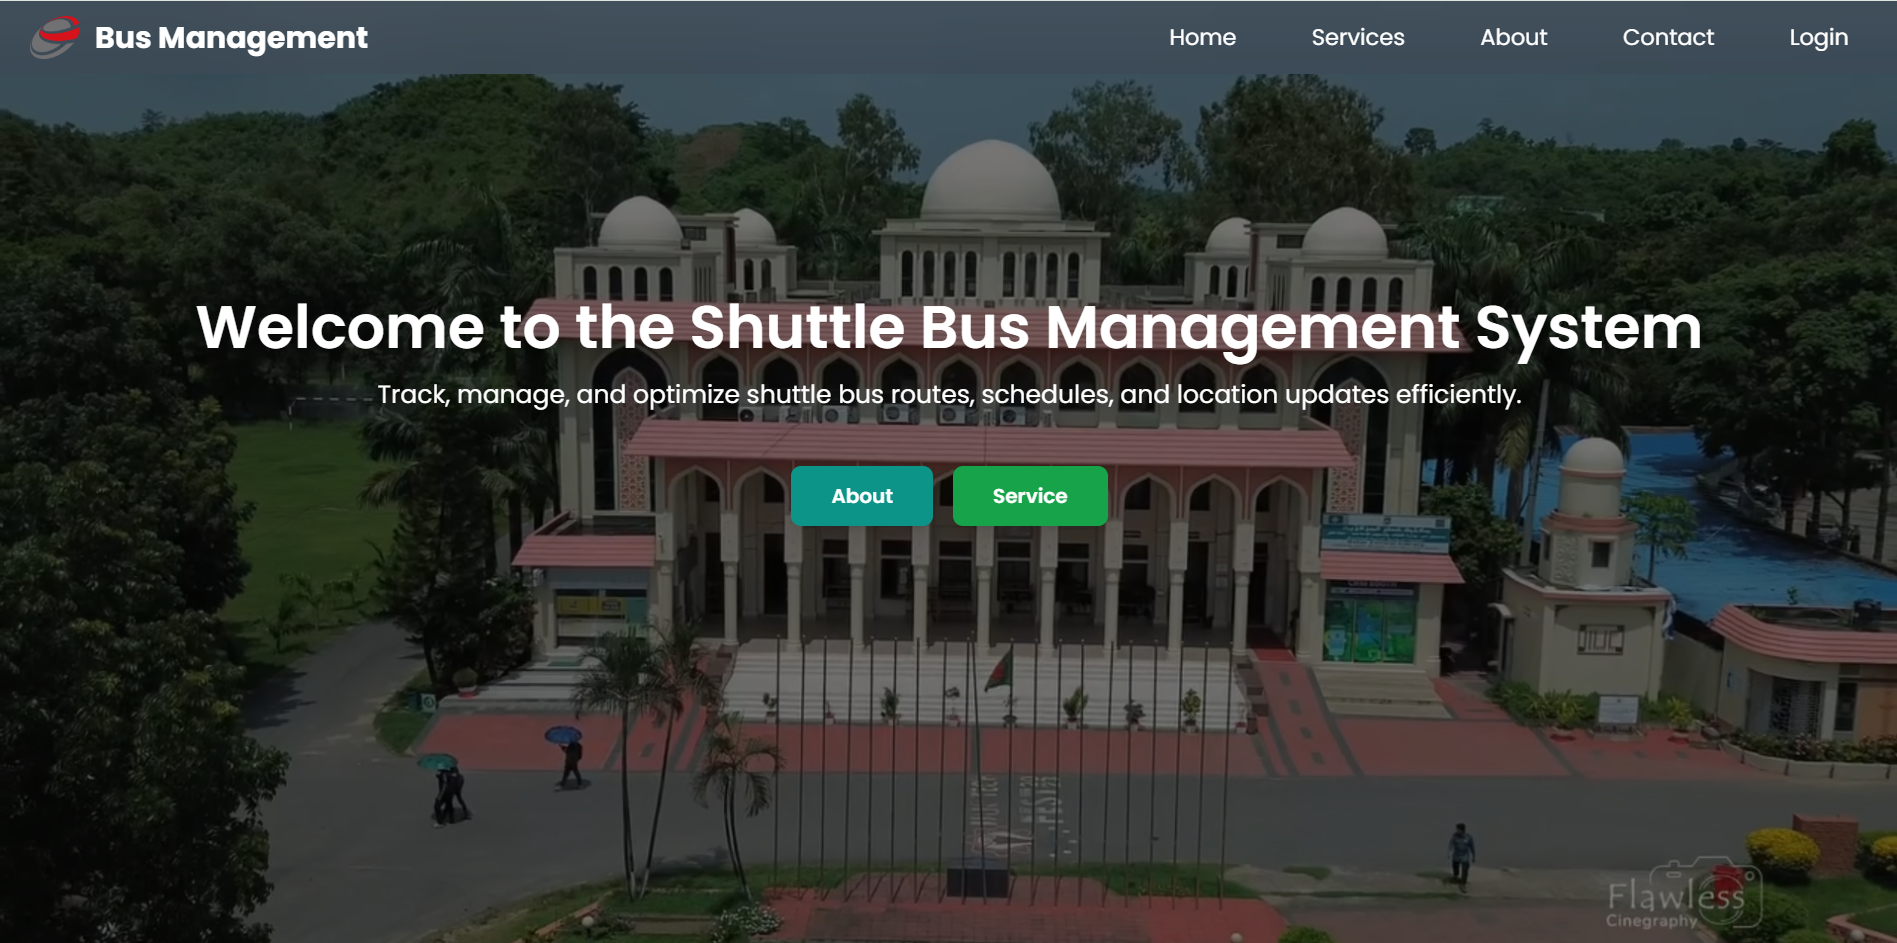 Bus Management
Home
Services
About
Contact
Login
Welcome to the Shuttle Bus Management System
Track, manage, and optimize shuttle bus routes, schedules, and location updates efficiently.
About
Service
IIUC
Flawless
Cinegraphy